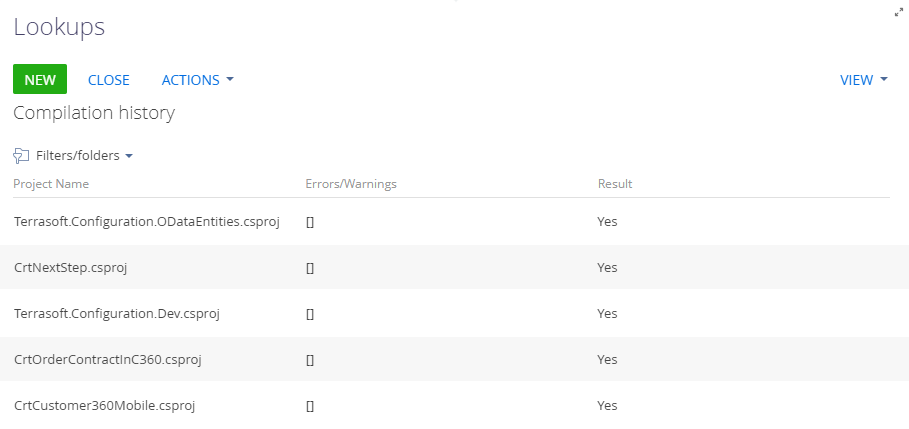 Lookups
NEW CLOSE ACTIONS VIEW
Compilation history
Filters/folders
Project Name Errors/Warnings Result
Terrasoft.Configuration.ODataEntities.csproj [] Yes
CrtNextStep.csproj [] Yes
Terrasoft.Configuration.Dev.csproj [] Yes
CrtOrderContractInC360.csproj [] Yes
CrtCustomer360Mobile.csproj [] Yes